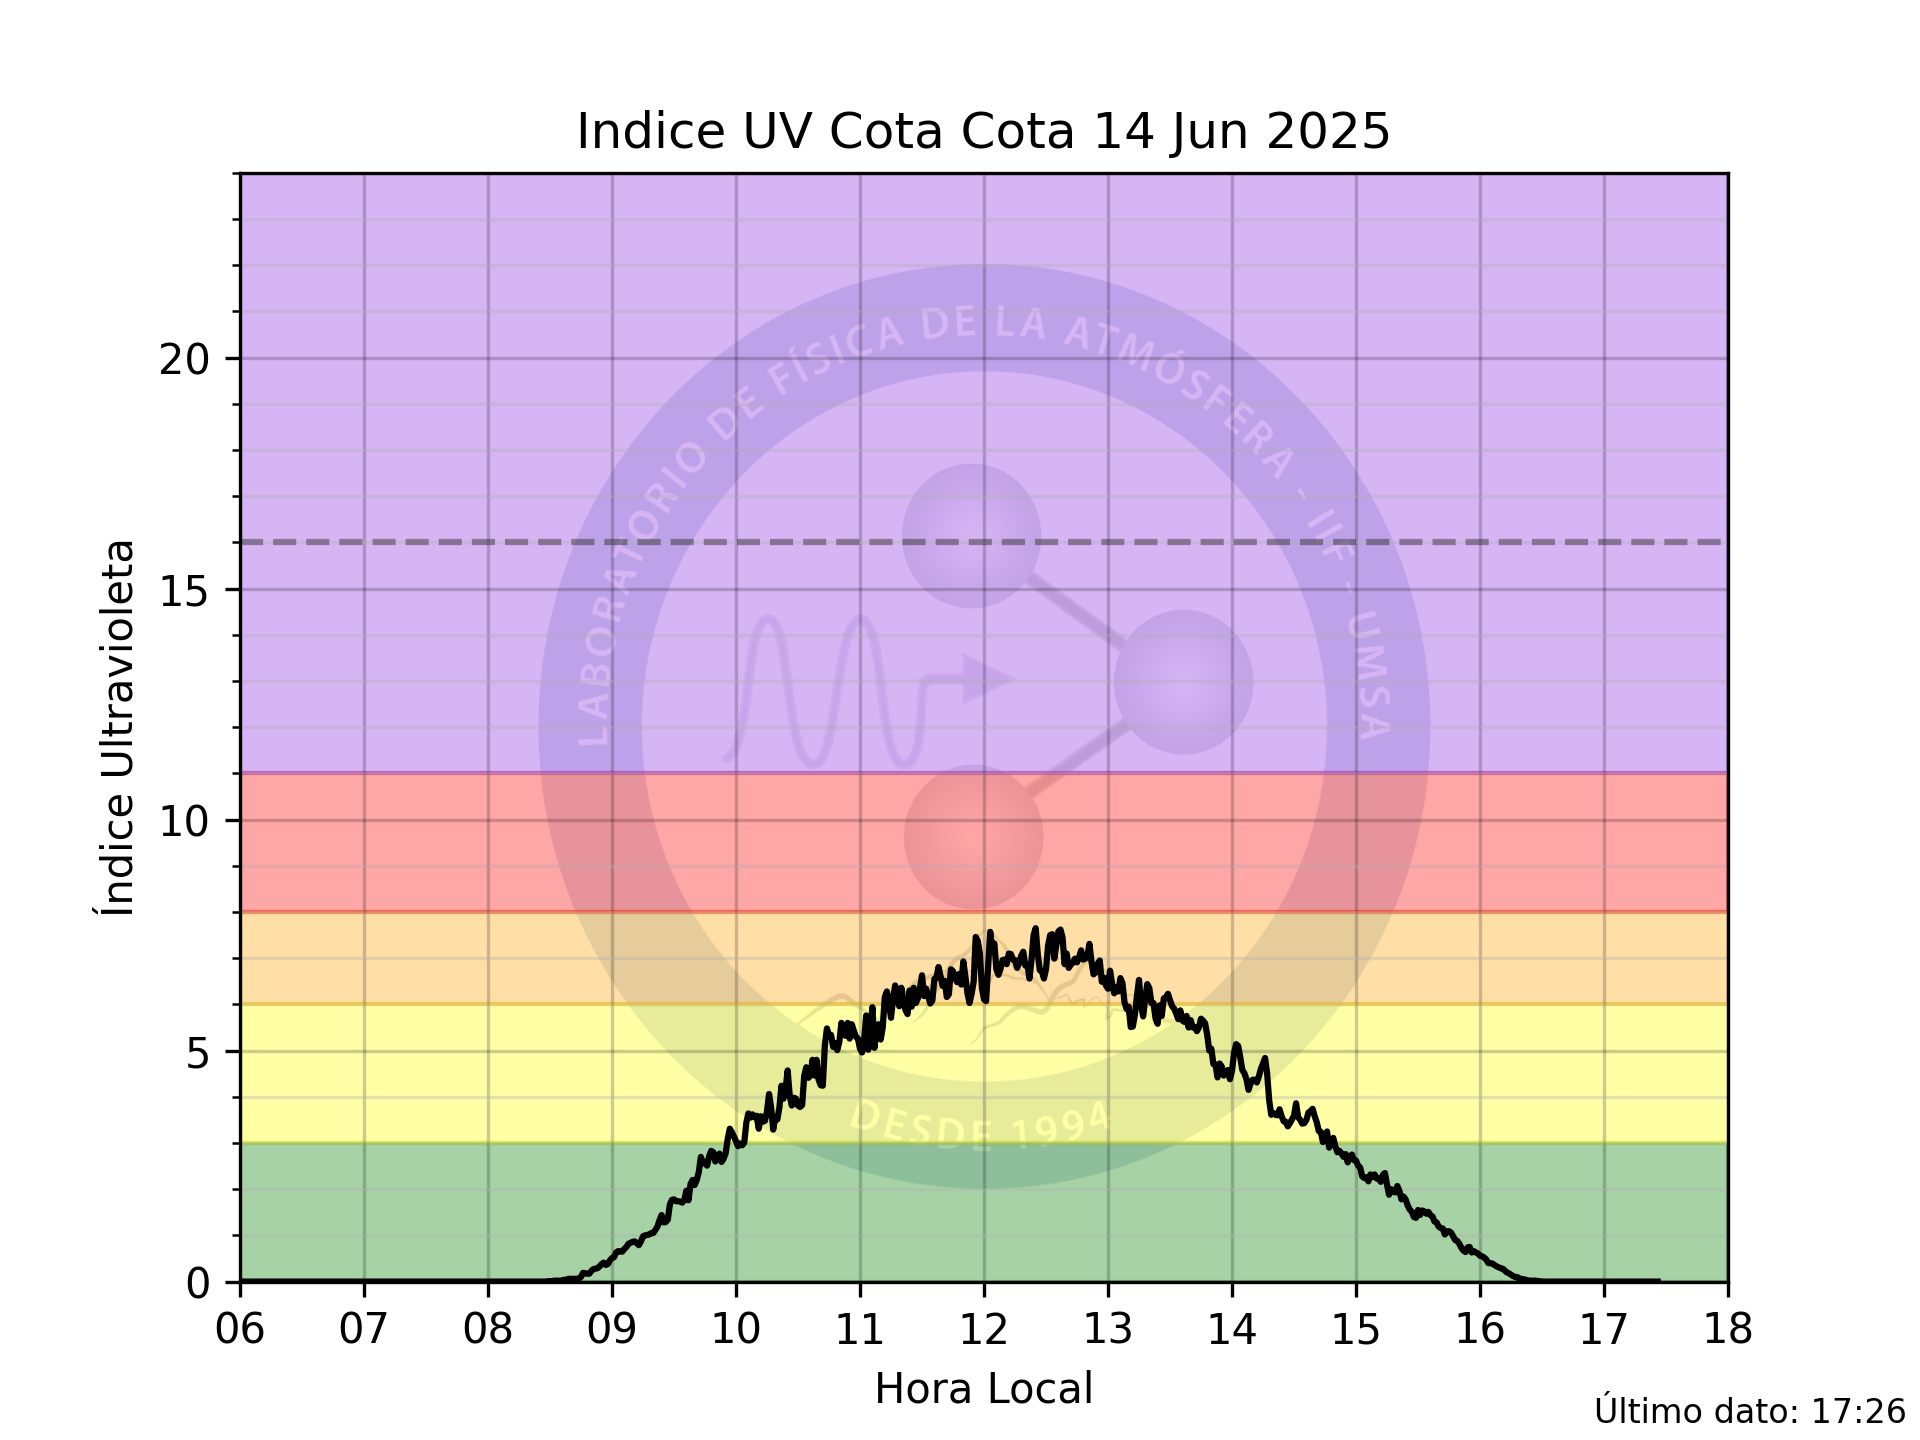 Indice UV Cota Cota 14 Jun 2025
LABORATORIO DE FÍSICA DE LA ATMÓSFERA - IIF - UMSA
DESDE 1994
Índice Ultravioleta
20
15
10
5
0
06 07 08 09 10 11 12 13 14 15 16 17 18
Hora Local
Último dato: 17:26